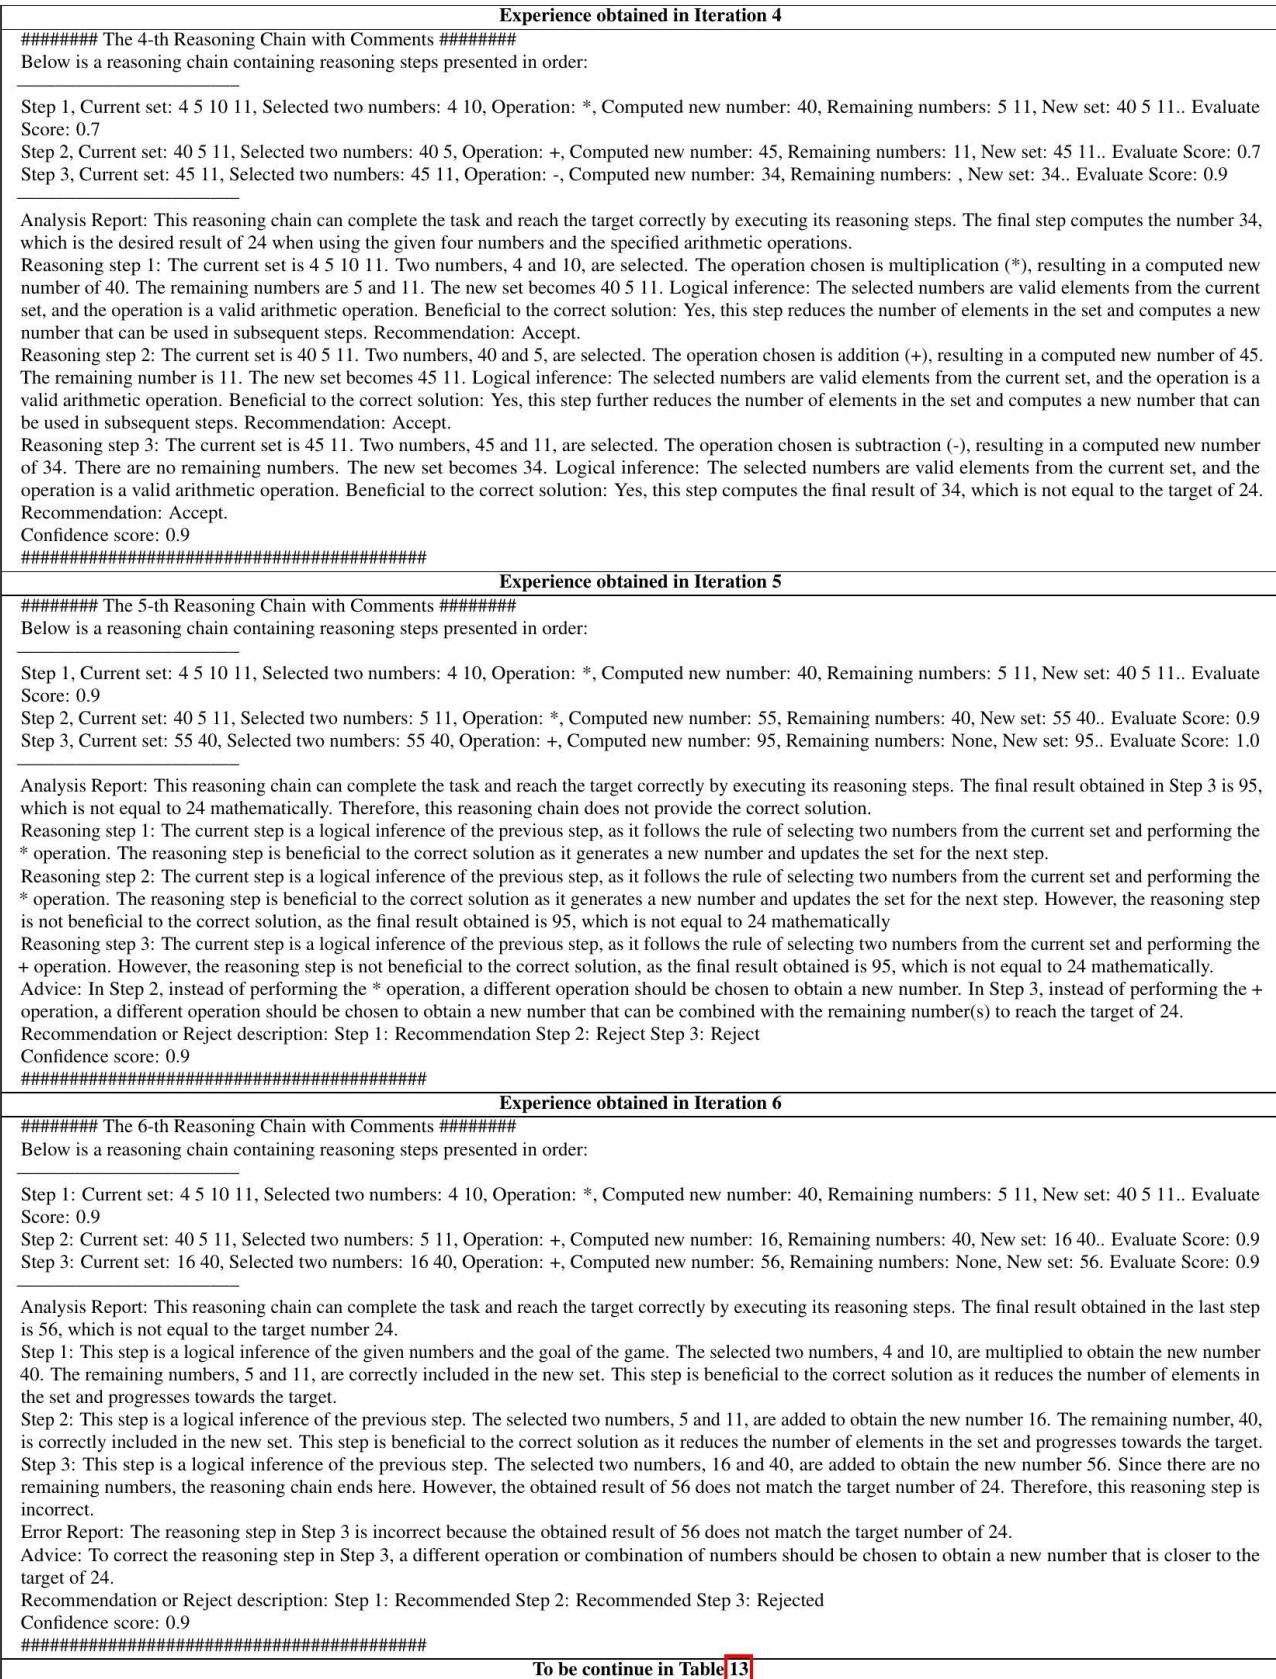 Experience obtained in Iteration 4
######## The 4-th Reasoning Chain with Comments ########
Below is a reasoning chain containing reasoning steps presented in order:
Step 1, Current set: 4 5 10 11, Selected two numbers: 4 10, Operation: *, Computed new number: 40, Remaining numbers: 5 11, New set: 40 5 11.. Evaluate
Score: 0.7
Step 2, Current set: 40 5 11, Selected two numbers: 40 5, Operation: +, Computed new number: 45, Remaining numbers: 11, New set: 45 11.. Evaluate Score: 0.7
Step 3, Current set: 45 11, Selected two numbers: 45 11, Operation: -, Computed new number: 34, Remaining numbers: , New set: 34.. Evaluate Score: 0.9
Analysis Report: This reasoning chain can complete the task and reach the target correctly by executing its reasoning steps. The final step computes the number 34,
which is the desired result of 24 when using the given four numbers and the specified arithmetic operations.
Reasoning step 1: The current set is 4 5 10 11. Two numbers, 4 and 10, are selected. The operation chosen is multiplication (*), resulting in a computed new
number of 40. The remaining numbers are 5 and 11. The new set becomes 40 5 11. Logical inference: The selected numbers are valid elements from the current
set, and the operation is a valid arithmetic operation. Beneficial to the correct solution: Yes, this step reduces the number of elements in the set and computes a new
number that can be used in subsequent steps. Recommendation: Accept.
Reasoning step 2: The current set is 40 5 11. Two numbers, 40 and 5, are selected. The operation chosen is addition (+), resulting in a computed new number of 45.
The remaining number is 11. The new set becomes 45 11. Logical inference: The selected numbers are valid elements from the current set, and the operation is a
valid arithmetic operation. Beneficial to the correct solution: Yes, this step further reduces the number of elements in the set and computes a new number that can
be used in subsequent steps. Recommendation: Accept.
Reasoning step 3: The current set is 45 11. Two numbers, 45 and 11, are selected. The operation chosen is subtraction (-), resulting in a computed new number
of 34. There are no remaining numbers. The new set becomes 34. Logical inference: The selected numbers are valid elements from the current set, and the
operation is a valid arithmetic operation. Beneficial to the correct solution: Yes, this step computes the final result of 34, which is not equal to the target of 24.
Recommendation: Accept.
Confidence score: 0.9
##########################################
Experience obtained in Iteration 5
######## The 5-th Reasoning Chain with Comments ########
Below is a reasoning chain containing reasoning steps presented in order:
Step 1, Current set: 4 5 10 11, Selected two numbers: 4 10, Operation: *, Computed new number: 40, Remaining numbers: 5 11, New set: 40 5 11.. Evaluate
Score: 0.9
Step 2, Current set: 40 5 11, Selected two numbers: 5 11, Operation: *, Computed new number: 55, Remaining numbers: 40, New set: 55 40.. Evaluate Score: 0.9
Step 3, Current set: 55 40, Selected two numbers: 55 40, Operation: +, Computed new number: 95, Remaining numbers: None, New set: 95.. Evaluate Score: 1.0
Analysis Report: This reasoning chain can complete the task and reach the target correctly by executing its reasoning steps. The final result obtained in Step 3 is 95,
which is not equal to 24 mathematically. Therefore, this reasoning chain does not provide the correct solution.
Reasoning step 1: The current step is a logical inference of the previous step, as it follows the rule of selecting two numbers from the current set and performing the
* operation. The reasoning step is beneficial to the correct solution as it generates a new number and updates the set for the next step.
Reasoning step 2: The current step is a logical inference of the previous step, as it follows the rule of selecting two numbers from the current set and performing the
* operation. The reasoning step is beneficial to the correct solution as it generates a new number and updates the set for the next step. However, the reasoning step
is not beneficial to the correct solution, as the final result obtained is 95, which is not equal to 24 mathematically
Reasoning step 3: The current step is a logical inference of the previous step, as it follows the rule of selecting two numbers from the current set and performing the
+ operation. However, the reasoning step is not beneficial to the correct solution, as the final result obtained is 95, which is not equal to 24 mathematically.
Advice: In Step 2, instead of performing the * operation, a different operation should be chosen to obtain a new number. In Step 3, instead of performing the +
operation, a different operation should be chosen to obtain a new number that can be combined with the remaining number(s) to reach the target of 24.
Recommendation or Reject description: Step 1: Recommendation Step 2: Reject Step 3: Reject
Confidence score: 0.9
##########################################
Experience obtained in Iteration 6
######## The 6-th Reasoning Chain with Comments ########
Below is a reasoning chain containing reasoning steps presented in order:
Step 1: Current set: 4 5 10 11, Selected two numbers: 4 10, Operation: *, Computed new number: 40, Remaining numbers: 5 11, New set: 40 5 11.. Evaluate
Score: 0.9
Step 2: Current set: 40 5 11, Selected two numbers: 5 11, Operation: +, Computed new number: 16, Remaining numbers: 40, New set: 16 40.. Evaluate Score: 0.9
Step 3: Current set: 16 40, Selected two numbers: 16 40, Operation: +, Computed new number: 56, Remaining numbers: None, New set: 56. Evaluate Score: 0.9
Analysis Report: This reasoning chain can complete the task and reach the target correctly by executing its reasoning steps. The final result obtained in the last step
is 56, which is not equal to the target number 24.
Step 1: This step is a logical inference of the given numbers and the goal of the game. The selected two numbers, 4 and 10, are multiplied to obtain the new number
40. The remaining numbers, 5 and 11, are correctly included in the new set. This step is beneficial to the correct solution as it reduces the number of elements in
the set and progresses towards the target.
Step 2: This step is a logical inference of the previous step. The selected two numbers, 5 and 11, are added to obtain the new number 16. The remaining number, 40,
is correctly included in the new set. This step is beneficial to the correct solution as it reduces the number of elements in the set and progresses towards the target.
Step 3: This step is a logical inference of the previous step. The selected two numbers, 16 and 40, are added to obtain the new number 56. Since there are no
remaining numbers, the reasoning chain ends here. However, the obtained result of 56 does not match the target number of 24. Therefore, this reasoning step is
incorrect.
Error Report: The reasoning step in Step 3 is incorrect because the obtained result of 56 does not match the target number of 24.
Advice: To correct the reasoning step in Step 3, a different operation or combination of numbers should be chosen to obtain a new number that is closer to the
target of 24.
Recommendation or Reject description: Step 1: Recommended Step 2: Recommended Step 3: Rejected
Confidence score: 0.9
##########################################
To be continue in Table 13